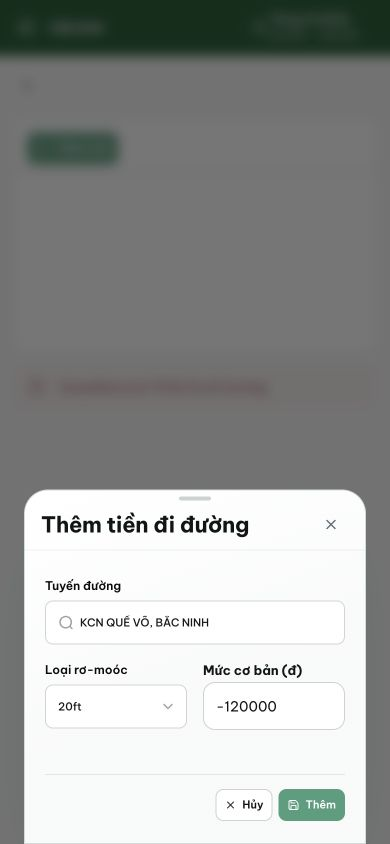 Thêm tiền đi đường
Tuyến đường
KCN QUẾ VÕ, BẮC NINH
Loại rơ-moóc
Mức cơ bản (đ)
20ft
-120000
Hủy
Thêm